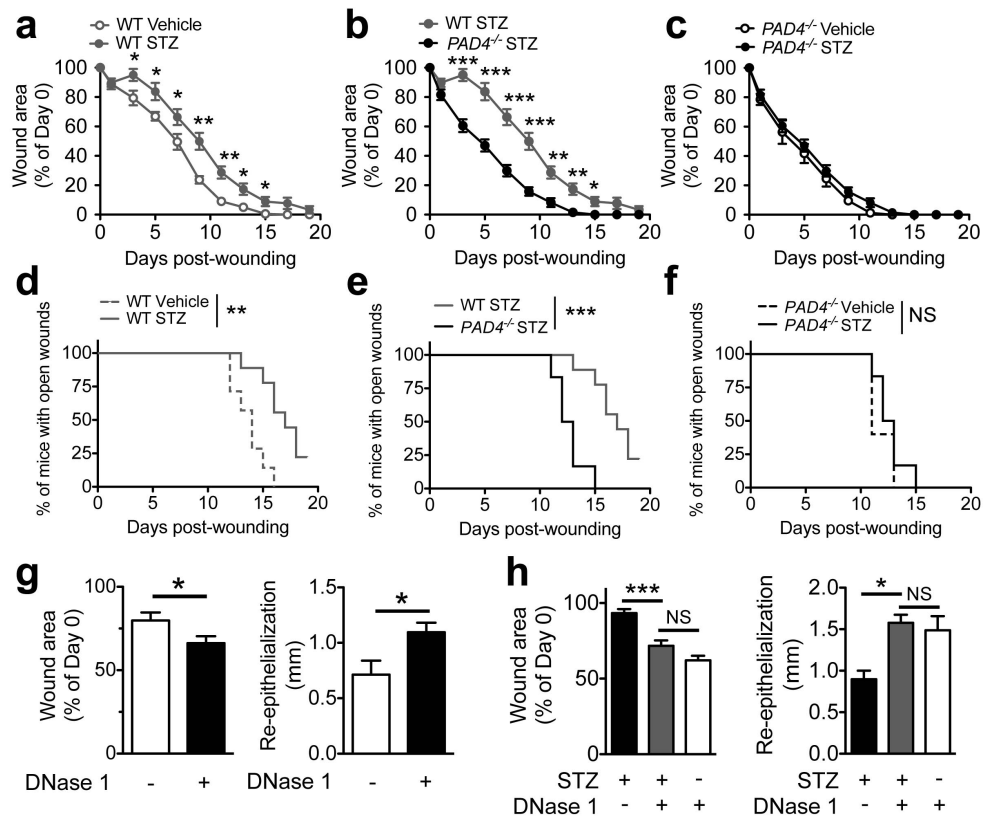 a
WT Vehicle
WT STZ
Wound area
(% of Day 0)
100
80
60
40
20
0
* * * ** ** * *
0 5 10 15 20
Days post-wounding
b
WT STZ
PAD4-/- STZ
Wound area
(% of Day 0)
100
80
60
40
20
0
*** *** *** *** ** ** *
0 5 10 15 20
Days post-wounding
c
PAD4-/- Vehicle
PAD4-/- STZ
Wound area
(% of Day 0)
100
80
60
40
20
0
0 5 10 15 20
Days post-wounding
d
WT Vehicle
WT STZ
**
% of mice with open wounds
100
75
50
25
0
0 5 10 15 20
Days post-wounding
e
WT STZ
PAD4-/- STZ
***
% of mice with open wounds
100
75
50
25
0
0 5 10 15 20
Days post-wounding
f
PAD4-/- Vehicle
PAD4-/- STZ
NS
% of mice with open wounds
100
75
50
25
0
0 5 10 15 20
Days post-wounding
g
Wound area
(% of Day 0)
100
50
0
*
DNase 1 - +
Re-epithelialization
(mm)
1.5
1.0
0.5
0.0
*
DNase 1 - +
h
Wound area
(% of Day 0)
100
50
0
***
NS
STZ + + -
DNase 1 - + +
Re-epithelialization
(mm)
2.0
1.5
1.0
0.5
0.0
*
NS
STZ + + -
DNase 1 - + +